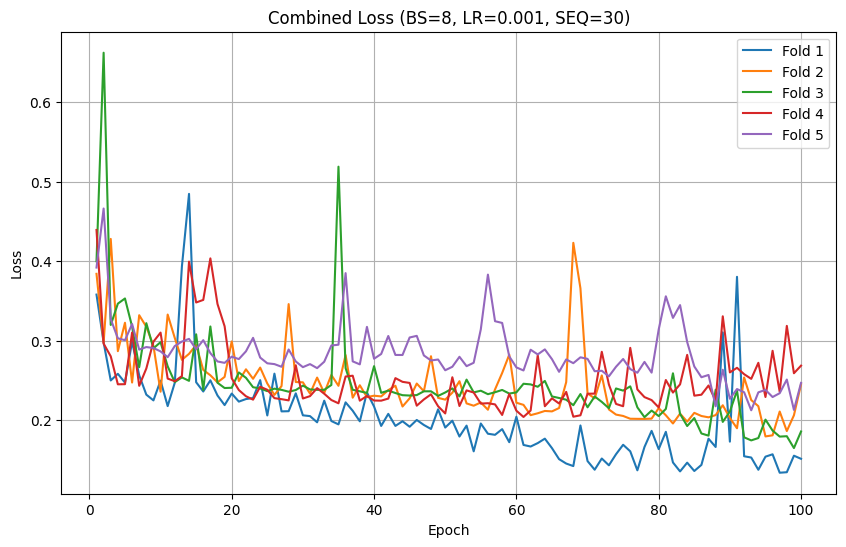 Combined Loss (BS=8, LR=0.001, SEQ=30)
Fold 1
Fold 2
Fold 3
Fold 4
Fold 5
Loss
0.6
0.5
0.4
0.3
0.2
0
20
40
60
80
100
Epoch